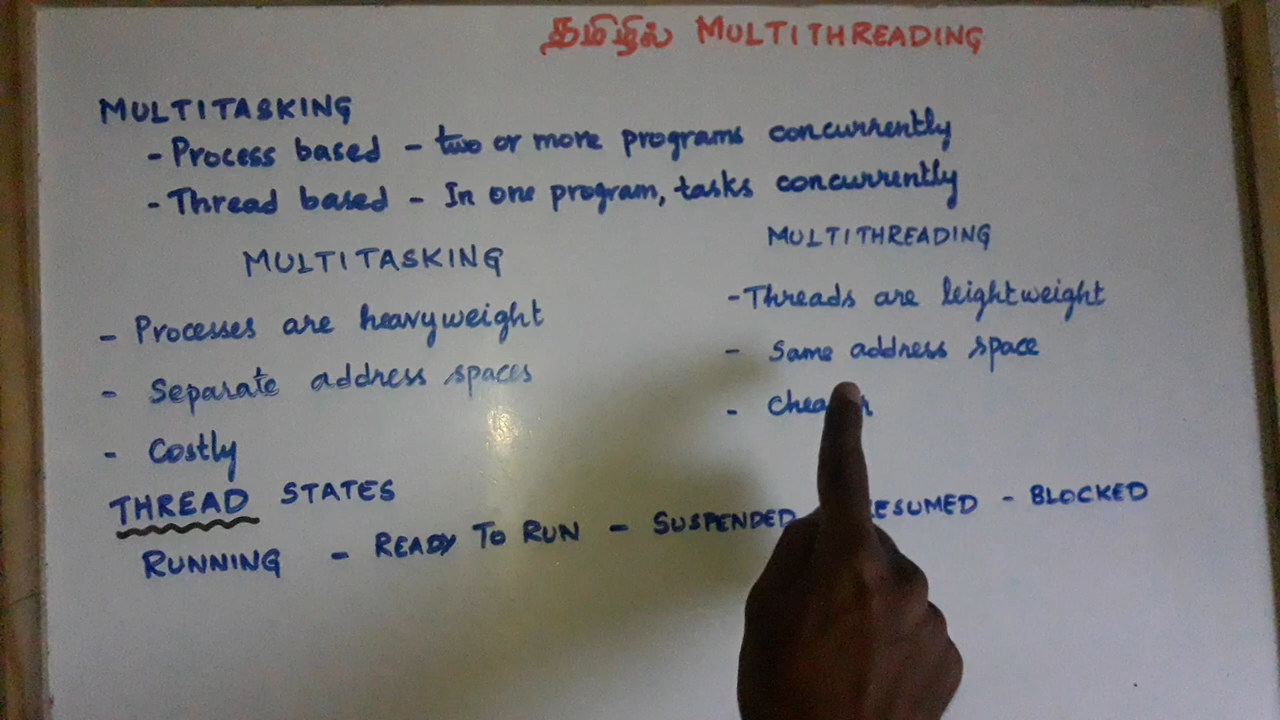 தமிழில் MULTITHREADING
MULTITASKING
- Process based - two or more programs concurrently
- Thread based - In one program, tasks concurrently
MULTITASKING
- Processes are heavyweight
- Separate address spaces
- Costly
MULTITHREADING
- Threads are leightweight
- Same address space
-
THREAD STATES
RUNNING - READY TO RUN - SUSPENDED - BLOCKED